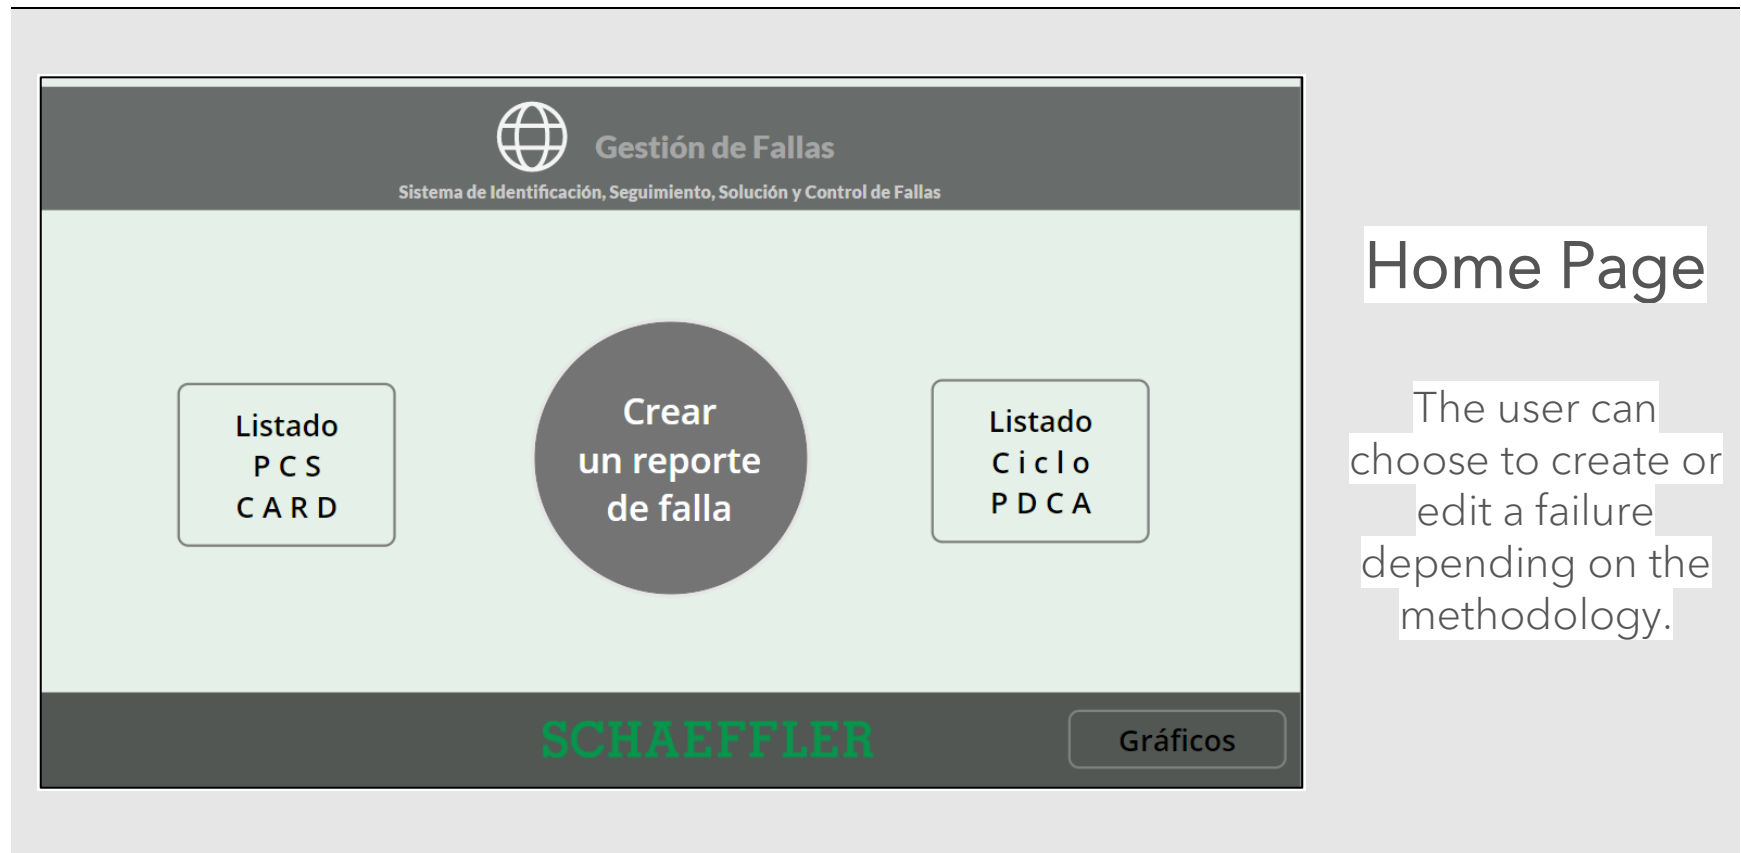 Gestión de Fallas
Sistema de Identificación, Seguimiento, Solución y Control de Fallas
Listado
P C S
C A R D
Crear
un reporte
de falla
Listado
C i c l o
P D C A
SCHAEFFLER
Gráficos
Home Page
The user can
choose to create or
edit a failure
depending on the
methodology.